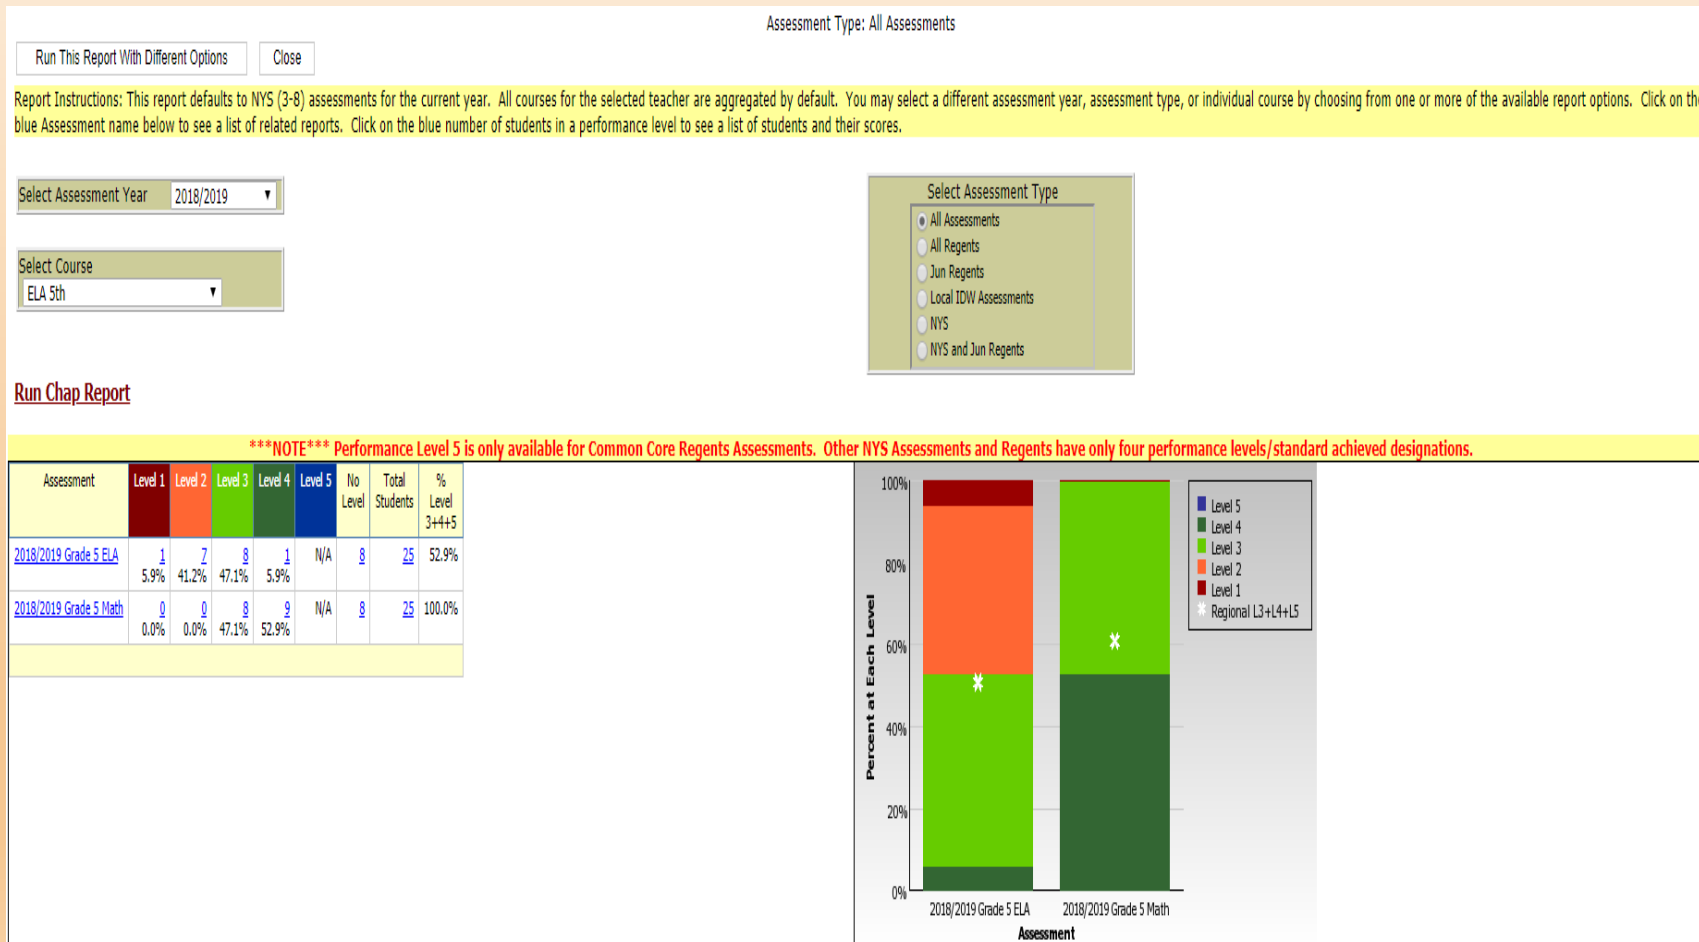 Assessment Type: All Assessments
Run This Report With Different Options
Close
Report Instructions: This report defaults to NYS (3-8) assessments for the current year. All courses for the selected teacher are aggregated by default. You may select a different assessment year, assessment type, or individual course by choosing from one or more of the available report options. Click on the
blue Assessment name below to see a list of related reports. Click on the blue number of students in a performance level to see a list of students and their scores.
Select Assessment Year 2018/2019
Select Course
ELA 5th
Select Assessment Type
All Assessments
All Regents
Jun Regents
Local IDW Assessments
NYS
NYS and Jun Regents
Run Chap Report
***NOTE*** Performance Level 5 is only available for Common Core Regents Assessments. Other NYS Assessments and Regents have only four performance levels/standard achieved designations.
Assessment Level 1 Level 2 Level 3 Level 4 Level 5 No Total %
Level Students Level
3+4+5
2018/2019 Grade 5 ELA 1 7 8 1 N/A 8 25 52.9%
5.9% 41.2% 47.1% 5.9%
2018/2019 Grade 5 Math 0 0 8 9 N/A 8 25 100.0%
0.0% 0.0% 47.1% 52.9%
Percent at Each Level
100%
80%
60%
40%
20%
0%
2018/2019 Grade 5 ELA 2018/2019 Grade 5 Math
Assessment
Level 5
Level 4
Level 3
Level 2
Level 1
Regional L3+L4+L5